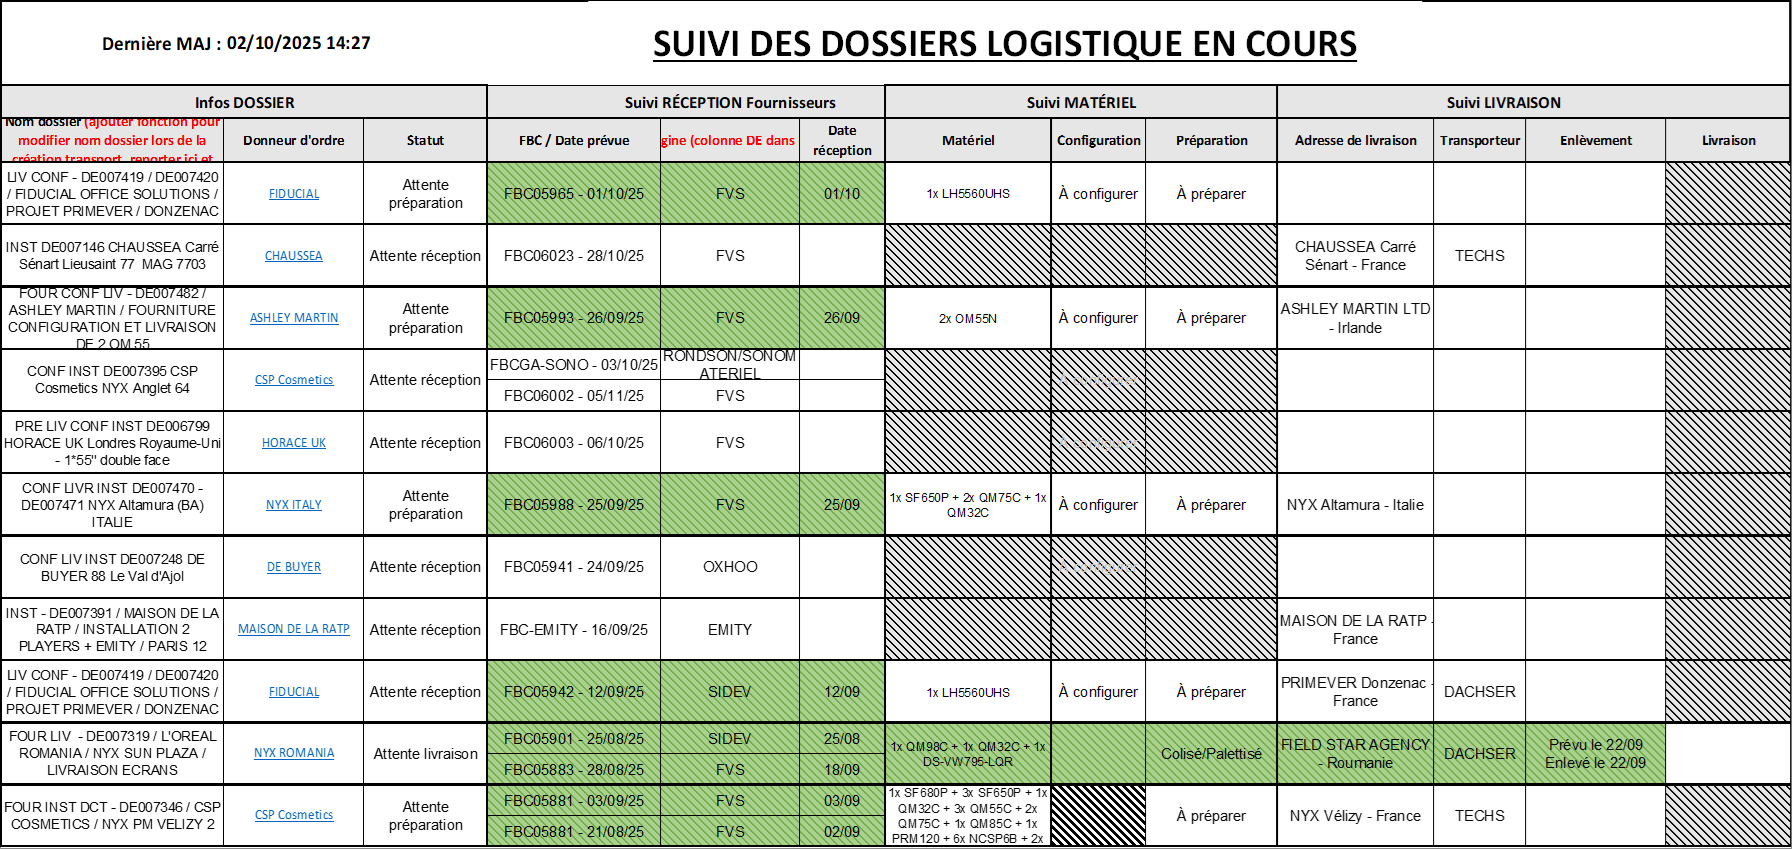 Dernière MAJ : 02/10/2025 14:27
SUIVI DES DOSSIERS LOGISTIQUE EN COURS
Infos DOSSIER
Suivi RÉCEPTION Fournisseurs
Suivi MATÉRIEL
Suivi LIVRAISON
Nom dossier (ajouter fonction pour
modifier nom dossier lors de la
création transport, reporter ici et
Donneur d'ordre
Statut
FBC / Date prévue
gine (colonne DE dans
Date
réception
Matériel
Configuration
Préparation
Adresse de livraison
Transporteur
Enlèvement
Livraison
LIV CONF - DE007419 / DE007420
/ FIDUCIAL OFFICE SOLUTIONS /
PROJET PRIMEVER / DONZENAC
FIDUCIAL
Attente
préparation
FBC05965 - 01/10/25
FVS
01/10
1x LH5560UHS
À configurer
À préparer
INST DE007146 CHAUSSEA Carré
Sénart Lieusaint 77  MAG 7703
CHAUSSEA
Attente réception
FBC06023 - 28/10/25
FVS
CHAUSSEA Carré
Sénart - France
TECHS
FOUR CONF LIV - DE007482 /
ASHLEY MARTIN / FOURNITURE
CONFIGURATION ET LIVRAISON
DE 2 QM 55
ASHLEY MARTIN
Attente
préparation
FBC05993 - 26/09/25
FVS
26/09
2x OM55N
À configurer
À préparer
ASHLEY MARTIN LTD
- Irlande
CONF INST DE007395 CSP
Cosmetics NYX Anglet 64
CSP Cosmetics
Attente réception
FBCGA-SONO - 03/10/25
RONDSON/SONOM
ATERIEL
FBC06002 - 05/11/25
FVS
À configurer
PRE LIV CONF INST DE006799
HORACE UK Londres Royaume-Uni
- 1*55" double face
HORACE UK
Attente réception
FBC06003 - 06/10/25
FVS
À configurer
CONF LIVR INST DE007470 -
DE007471 NYX Altamura (BA)
ITALIE
NYX ITALY
Attente
préparation
FBC05988 - 25/09/25
FVS
25/09
1x SF650P + 2x QM75C + 1x
QM32C
À configurer
À préparer
NYX Altamura - Italie
CONF LIV INST DE007248 DE
BUYER 88 Le Val d'Ajol
DE BUYER
Attente réception
FBC05941 - 24/09/25
OXHOO
À configurer
INST - DE007391 / MAISON DE LA
RATP / INSTALLATION 2
PLAYERS + EMITY / PARIS 12
MAISON DE LA RATP
Attente réception
FBC-EMITY - 16/09/25
EMITY
MAISON DE LA RATP -
France
LIV CONF - DE007419 / DE007420
/ FIDUCIAL OFFICE SOLUTIONS /
PROJET PRIMEVER / DONZENAC
FIDUCIAL
Attente réception
FBC05942 - 12/09/25
SIDEV
12/09
1x LH5560UHS
À configurer
À préparer
PRIMEVER Donzenac -
France
DACHSER
FOUR LIV  - DE007319 / L'OREAL
ROMANIA / NYX SUN PLAZA /
LIVRAISON ECRANS
NYX ROMANIA
Attente livraison
FBC05901 - 25/08/25
SIDEV
25/08
FBC05883 - 28/08/25
FVS
18/09
1x QM98C + 1x QM32C + 1x
DS-VW795-LQR
Colisé/Palettisé
FIELD STAR AGENCY
- Roumanie
DACHSER
Prévu le 22/09
Enlevé le 22/09
FOUR INST DCT - DE007346 / CSP
COSMETICS / NYX PM VELIZY 2
CSP Cosmetics
Attente
préparation
FBC05881 - 03/09/25
FVS
03/09
FBC05881 - 21/08/25
FVS
02/09
1x SF680P + 3x SF650P + 1x
QM32C + 3x QM55C + 2x
QM75C + 1x QM85C + 1x
PRM120 + 6x NCSP6B + 2x
À préparer
NYX Vélizy - France
TECHS